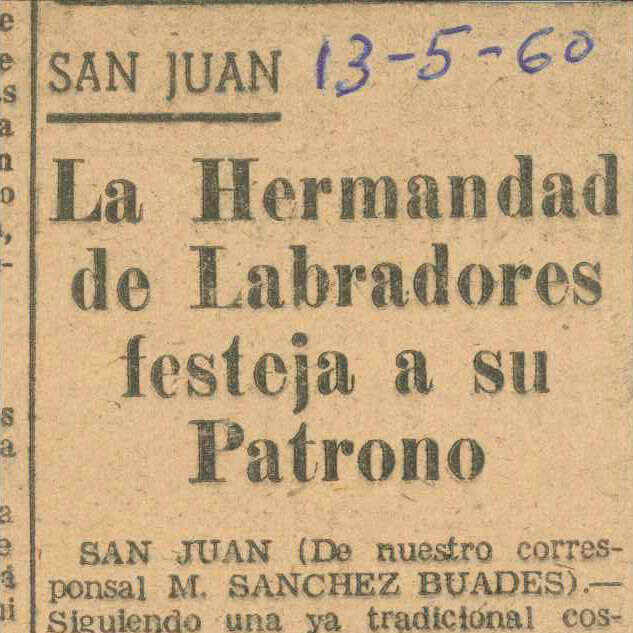 SAN JUAN 13-5-60
La Hermandad
de Labradores
festeja a su
Patrono
SAN JUAN (De nuestro corres-
ponsal M. SANCHEZ BUADES).—
Siguiendo una ya tradicional cos-